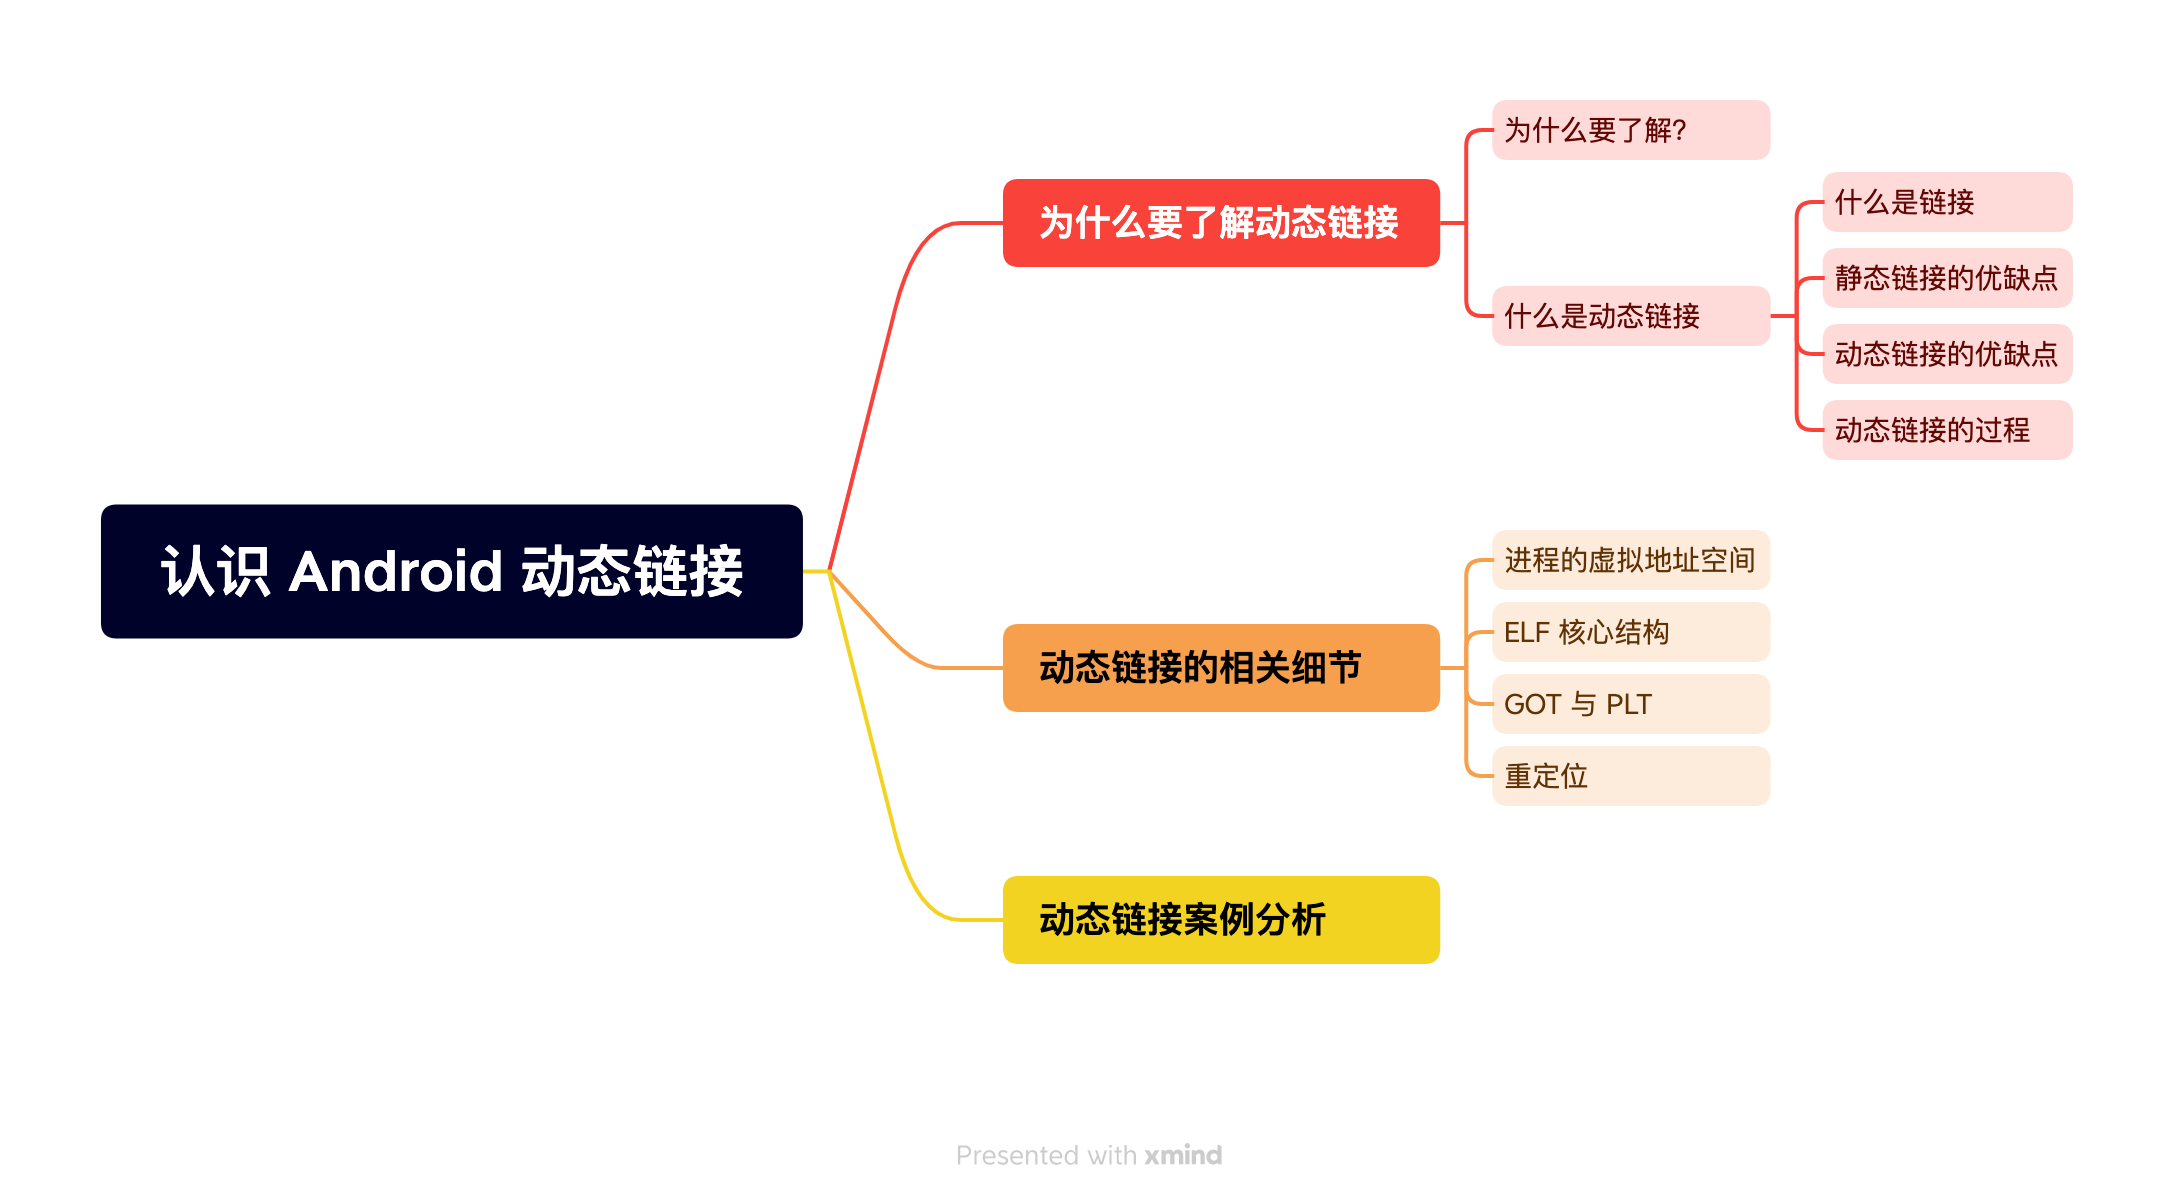 认识 Android 动态链接
为什么要了解动态链接
为什么要了解?
什么是动态链接
什么是链接
静态链接的优缺点
动态链接的优缺点
动态链接的过程
动态链接的相关细节
进程的虚拟地址空间
ELF 核心结构
GOT 与 PLT
重定位
动态链接案例分析
Presented with xmind